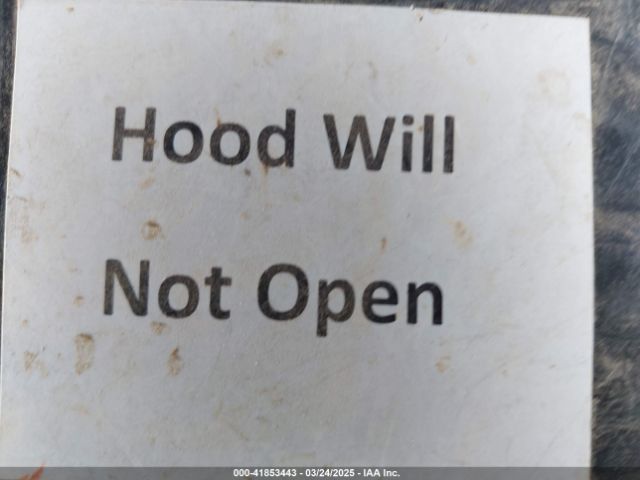 Hood Will
Not Open
000-41853443 - 03/24/2025 - IAA Inc.